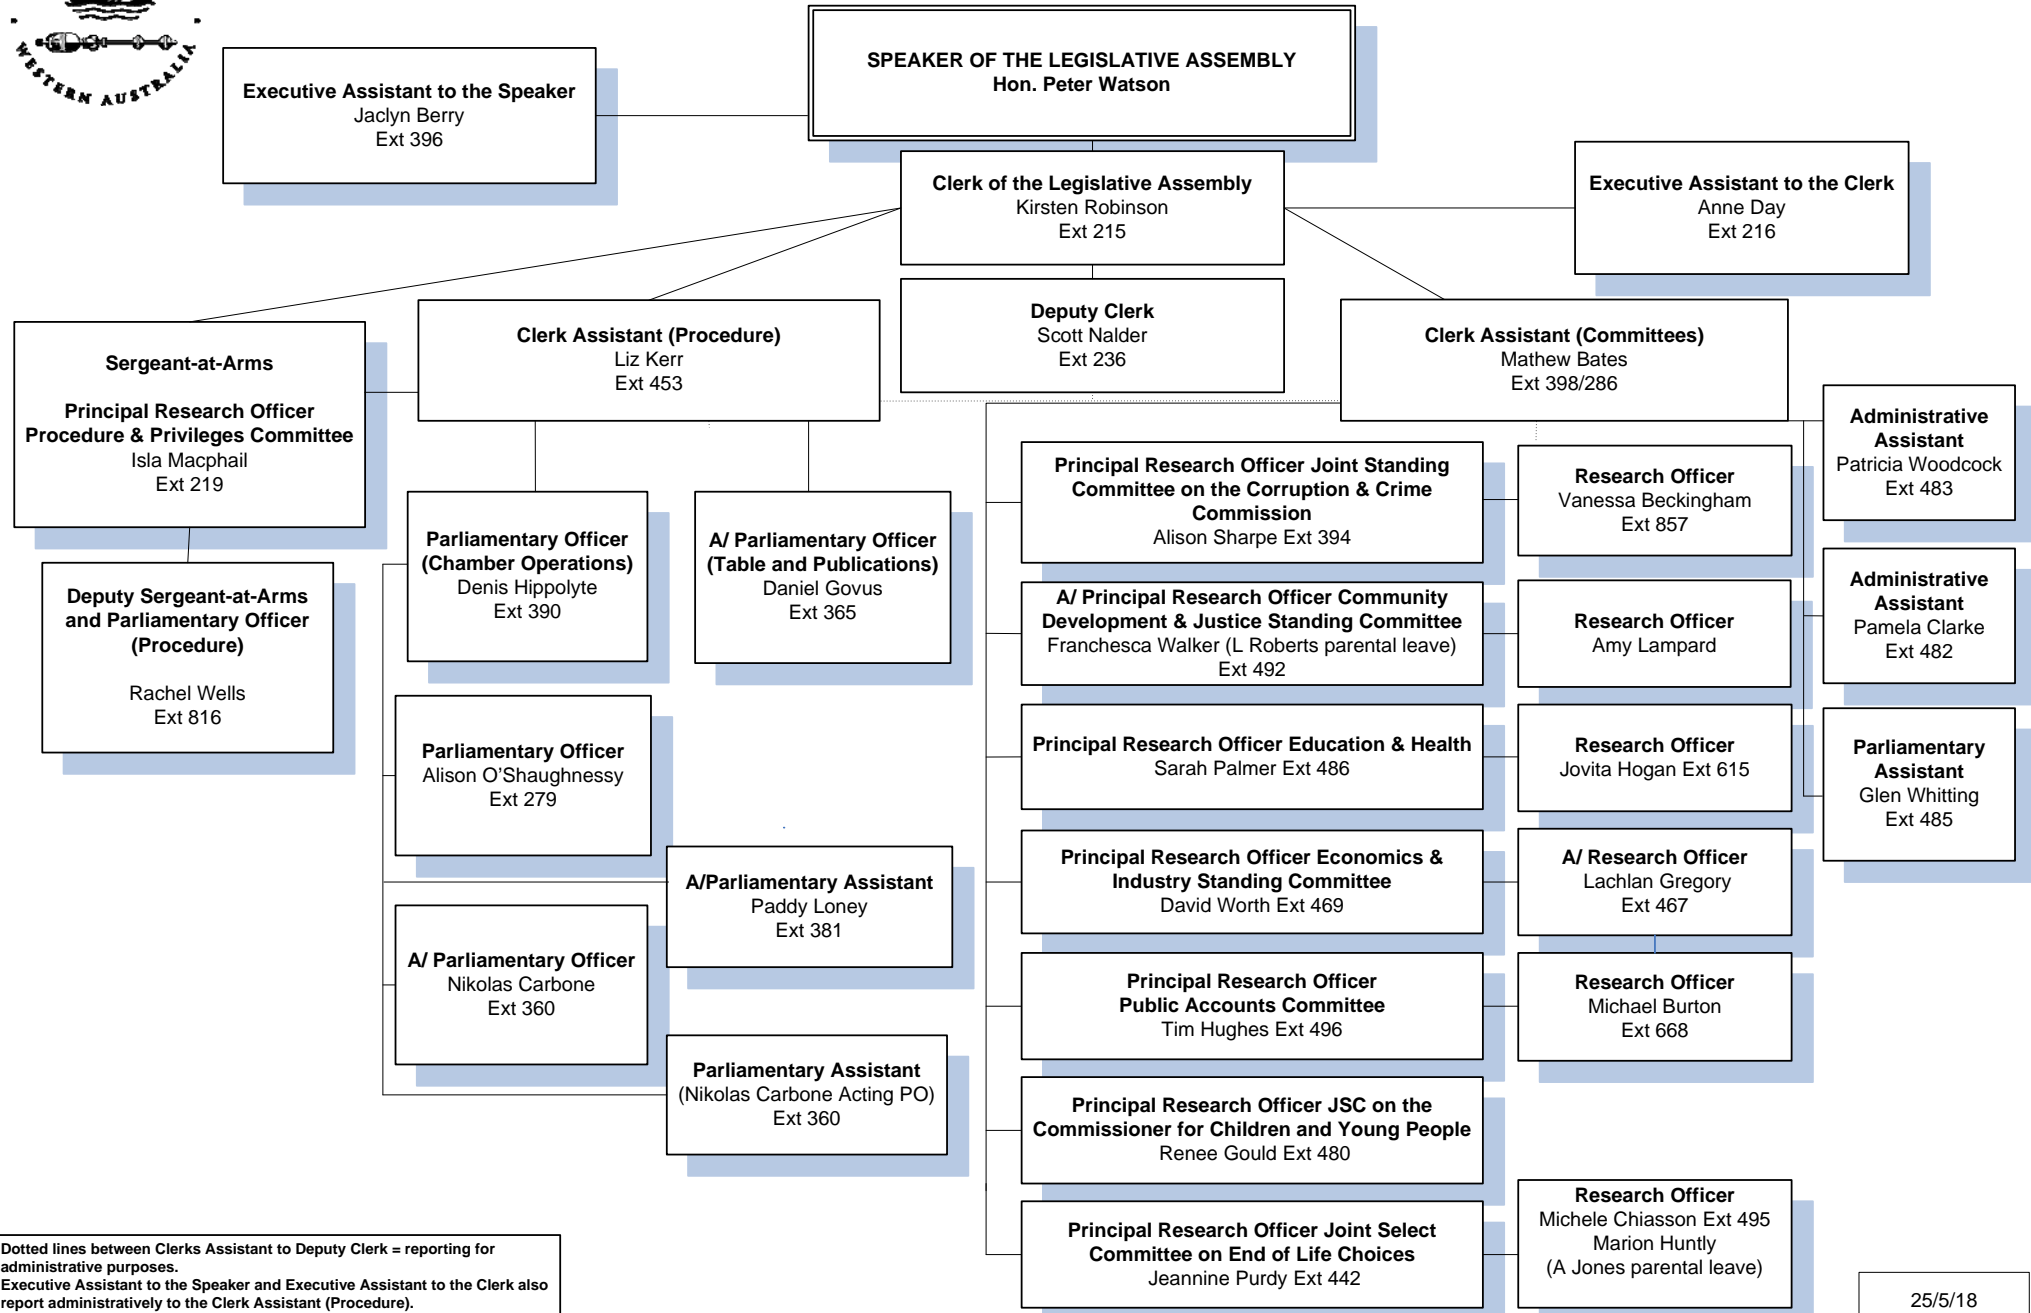 WESTERN AUSTRALIA
SPEAKER OF THE LEGISLATIVE ASSEMBLY
Hon. Peter Watson
Executive Assistant to the Speaker
Jaclyn Berry
Ext 396
Clerk of the Legislative Assembly
Kirsten Robinson
Ext 215
Executive Assistant to the Clerk
Anne Day
Ext 216
Sergeant-at-Arms
Principal Research Officer
Procedure & Privileges Committee
Isla Macphail
Ext 219
Clerk Assistant (Procedure)
Liz Kerr
Ext 453
Deputy Clerk
Scott Nalder
Ext 236
Clerk Assistant (Committees)
Mathew Bates
Ext 398/286
Deputy Sergeant-at-Arms
and Parliamentary Officer
(Procedure)
Rachel Wells
Ext 816
Parliamentary Officer
(Chamber Operations)
Denis Hippolyte
Ext 390
A/ Parliamentary Officer
(Table and Publications)
Daniel Govus
Ext 365
Parliamentary Officer
Alison O'Shaughnessy
Ext 279
A/Parliamentary Assistant
Paddy Loney
Ext 381
A/ Parliamentary Officer
Nikolas Carbone
Ext 360
Parliamentary Assistant
(Nikolas Carbone Acting PO)
Ext 360
Principal Research Officer Joint Standing
Committee on the Corruption & Crime
Commission
Alison Sharpe Ext 394
Research Officer
Vanessa Beckingham
Ext 857
A/ Principal Research Officer Community
Development & Justice Standing Committee
Franchesca Walker (L Roberts parental leave)
Ext 492
Research Officer
Amy Lampard
Principal Research Officer Education & Health
Sarah Palmer Ext 486
Research Officer
Jovita Hogan Ext 615
Principal Research Officer Economics &
Industry Standing Committee
David Worth Ext 469
A/ Research Officer
Lachlan Gregory
Ext 467
Principal Research Officer
Public Accounts Committee
Tim Hughes Ext 496
Research Officer
Michael Burton
Ext 668
Principal Research Officer JSC on the
Commissioner for Children and Young People
Renee Gould Ext 480
Principal Research Officer Joint Select
Committee on End of Life Choices
Jeannine Purdy Ext 442
Research Officer
Michele Chiasson Ext 495
Marion Huntly
(A Jones parental leave)
Administrative
Assistant
Patricia Woodcock
Ext 483
Administrative
Assistant
Pamela Clarke
Ext 482
Parliamentary
Assistant
Glen Whitting
Ext 485
Dotted lines between Clerks Assistant to Deputy Clerk = reporting for
administrative purposes.
Executive Assistant to the Speaker and Executive Assistant to the Clerk also
report administratively to the Clerk Assistant (Procedure).
25/5/18